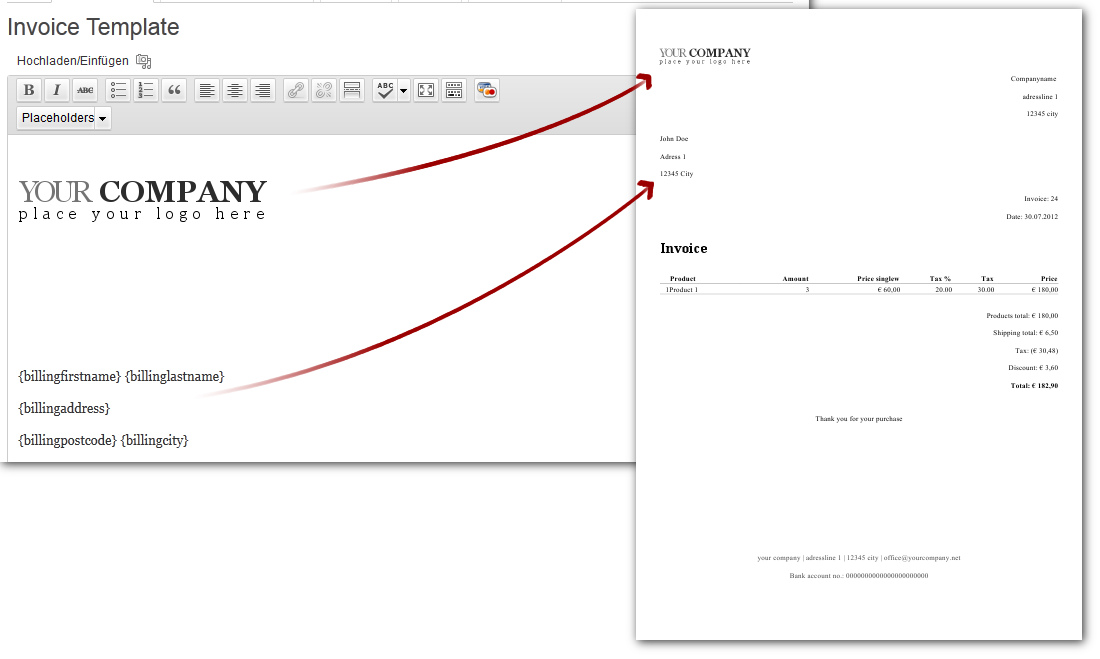 Invoice Template
Hochladen/Einfügen
B I ABC ABC
Placeholders
YOUR COMPANY
place your logo here
{billingfirstname} {billinglastname}
{billingaddress}
{billingpostcode} {billingcity}
YOUR COMPANY
place your logo here
Companyname
adressline 1
12345 city
John Doe
Adress 1
12345 City
Invoice: 24
Date: 30.07.2012
Invoice
Product Amount Price singlew Tax % Tax Price
1Product 1 3 € 60,00 20.00 30.00 € 180,00
Products total: € 180,00
Shipping total: € 6,50
Tax: (€ 30,48)
Discount: € 3,60
Total: € 182,90
Thank you for your purchase
your company | adressline 1 | 12345 city | office@yourcompany.net
Bank account no.: 0000000000000000000000